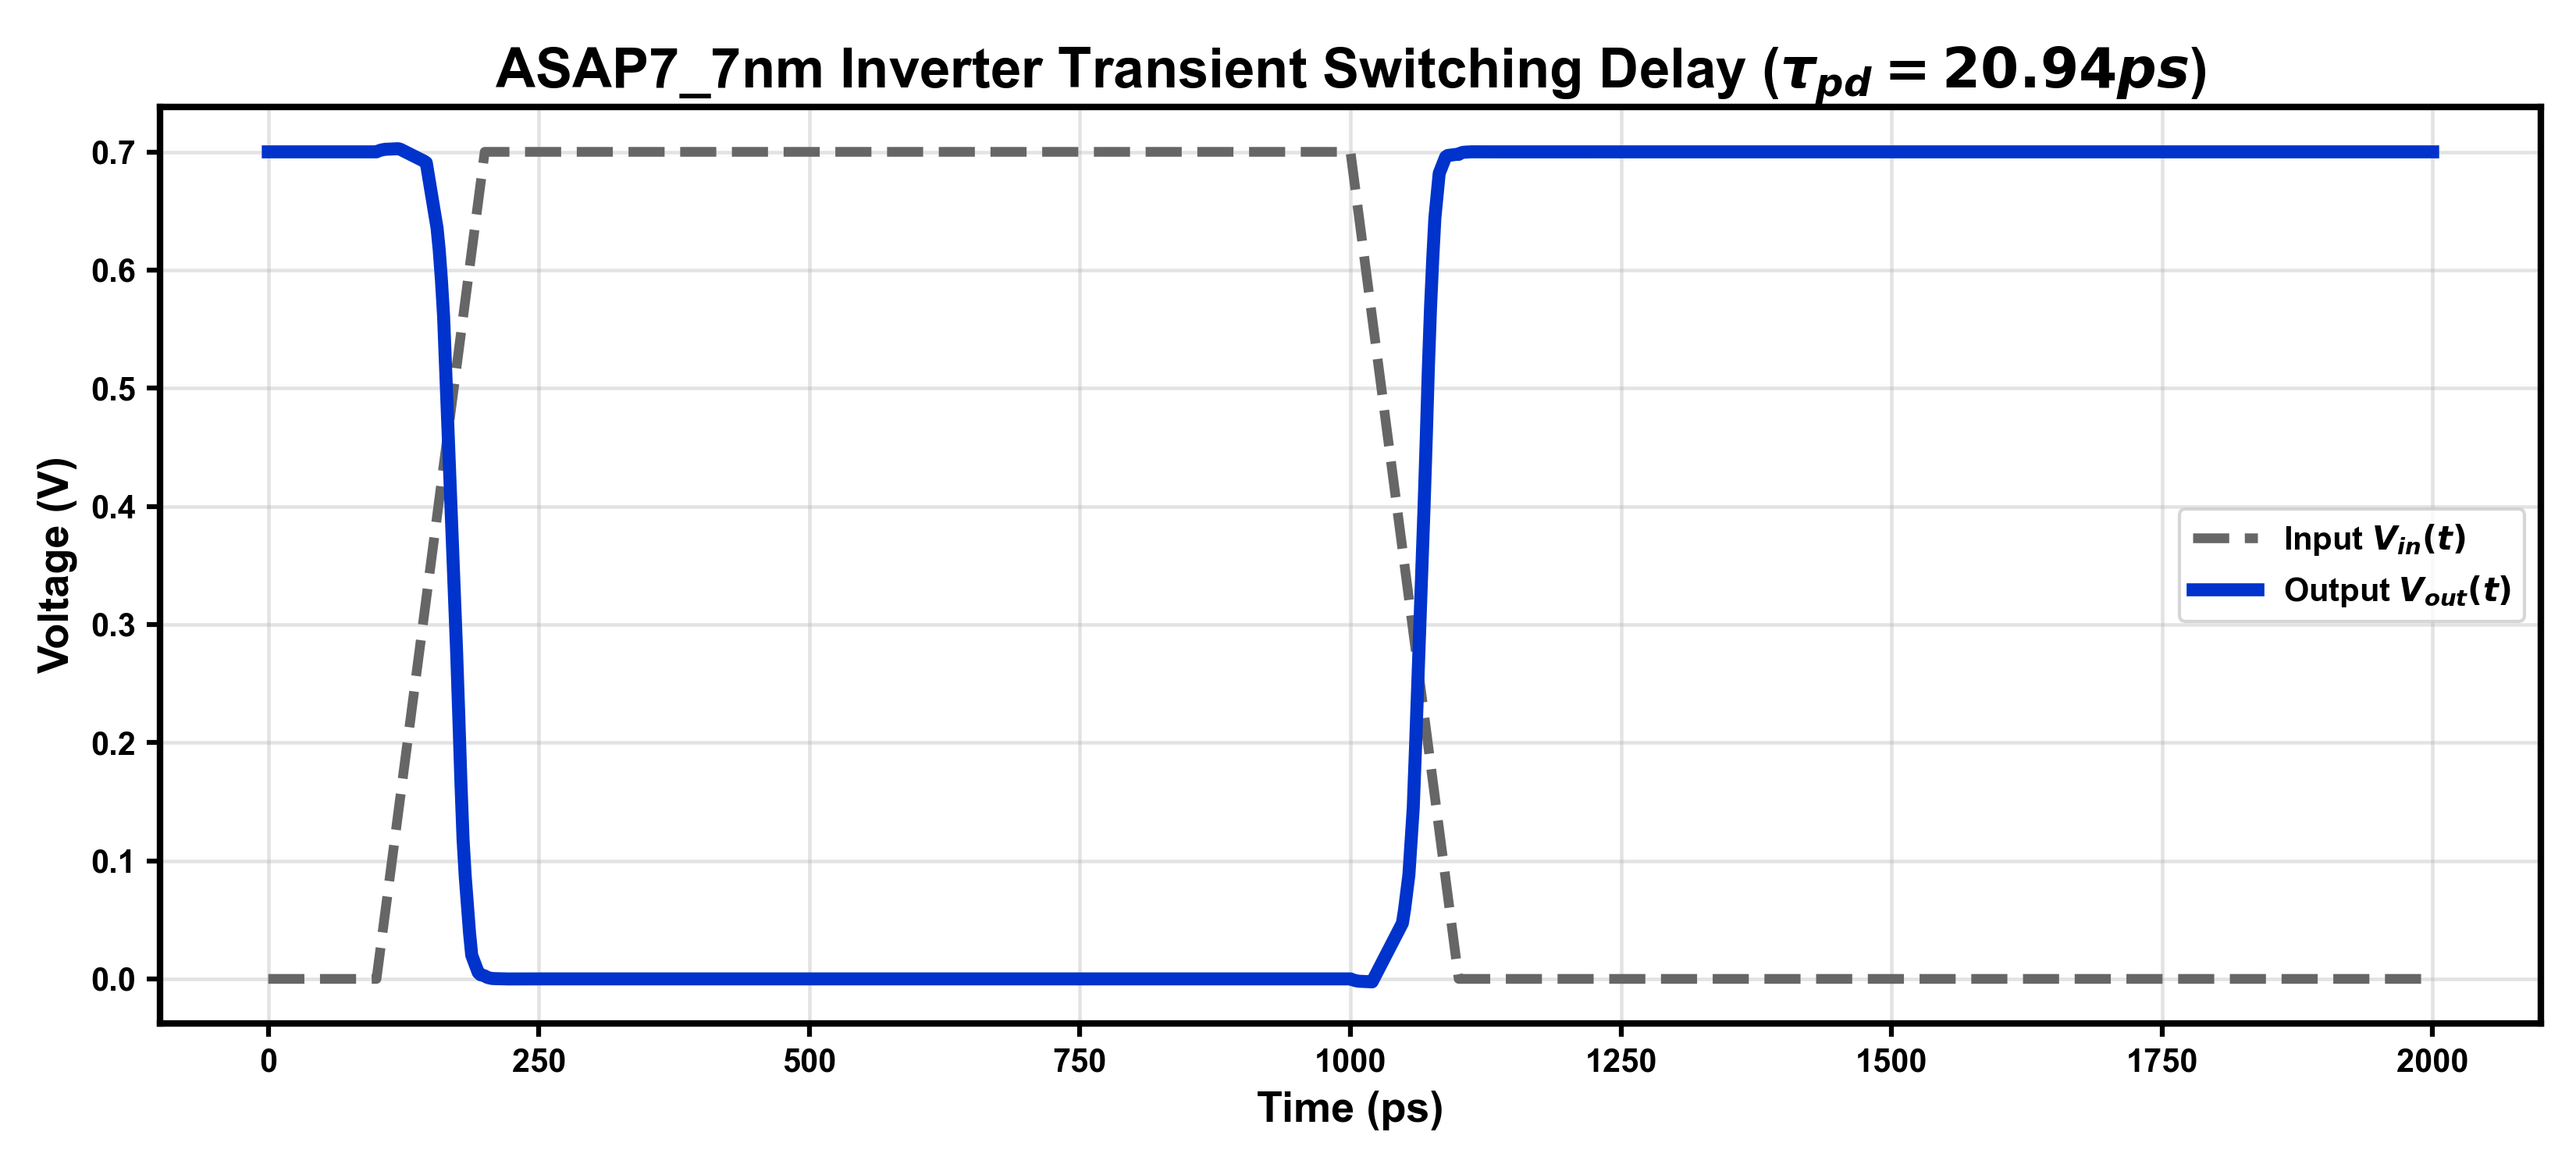 ASAP7_7nm Inverter Transient Switching Delay (τpd = 20.94ps)
Voltage (V)
0.7
0.6
0.5
0.4
0.3
0.2
0.1
0.0
Input Vin(t)
Output Vout(t)
0 250 500 750 1000 1250 1500 1750 2000
Time (ps)